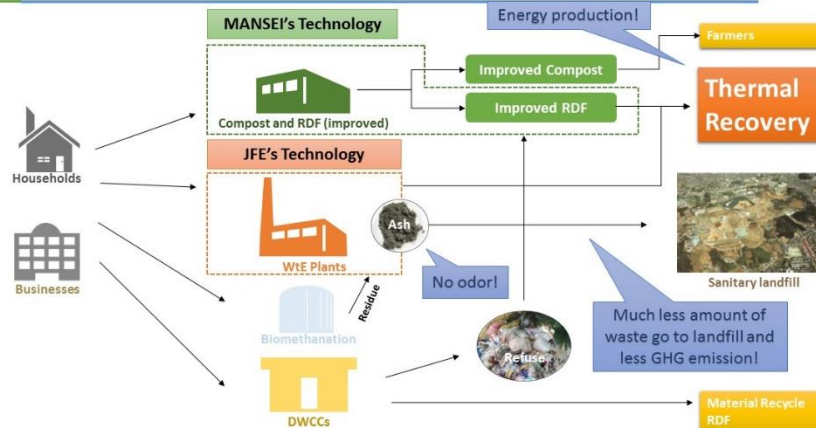 MANSEI's Technology
Energy production!
Farmers
Improved Compost
Thermal
Recovery
Improved RDF
Compost and RDF (improved)
JFE's Technology
Households
Ash
WtE Plants
Sanitary landfill
Businesses
No odor!
Residue
Much less amount of
waste go to landfill and
less GHG emission!
Biomethanation
Refuse
DWCCs
Material Recycle
RDF